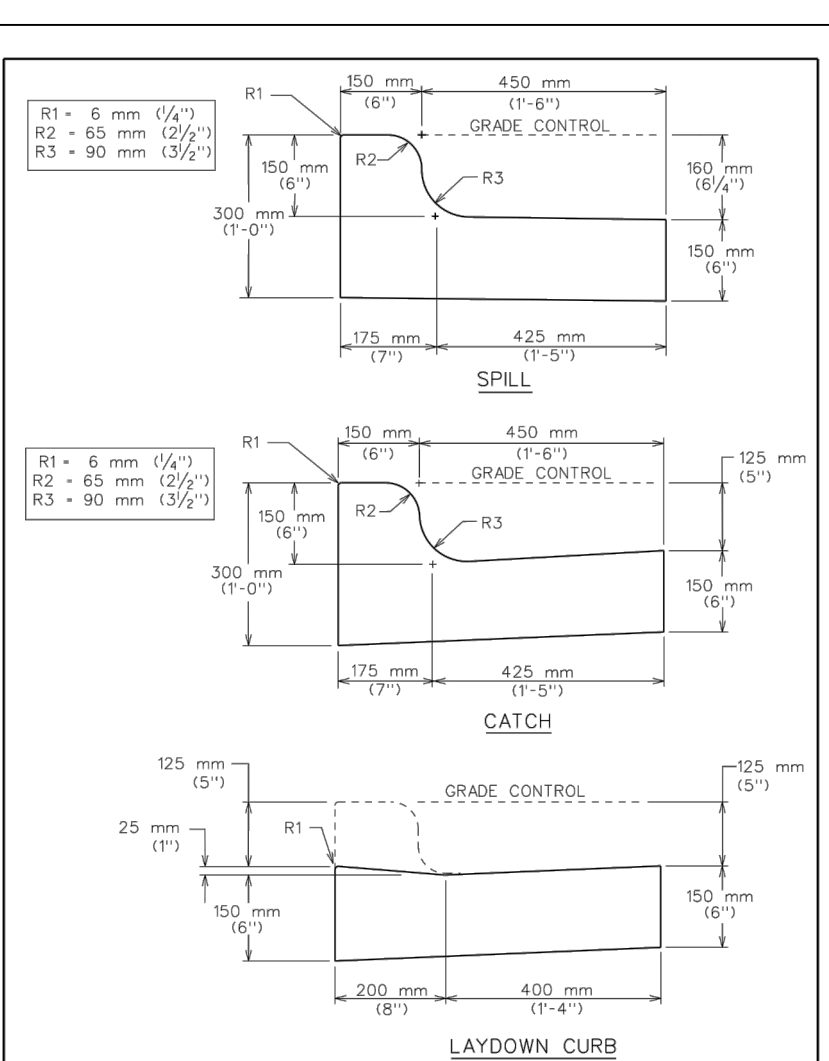 150 mm
(6")
450 mm
(1'-6")
R1
R1 = 6 mm (1/4")
R2 = 65 mm (2 1/2")
R3 = 90 mm (3 1/2")
GRADE CONTROL
R2
150 mm
(6")
R3
160 mm
(6 1/4")
300 mm
(1'-0")
150 mm
(6")
175 mm
(7")
425 mm
(1'-5")
SPILL
150 mm
(6")
450 mm
(1'-6")
R1
125 mm
(5")
R1 = 6 mm (1/4")
R2 = 65 mm (2 1/2")
R3 = 90 mm (3 1/2")
GRADE CONTROL
R2
150 mm
(6")
R3
300 mm
(1'-0")
150 mm
(6")
175 mm
(7")
425 mm
(1'-5")
CATCH
125 mm
(5")
125 mm
(5")
GRADE CONTROL
25 mm
(1")
R1
150 mm
(6")
150 mm
(6")
200 mm
(8")
400 mm
(1'-4")
LAYDOWN CURB